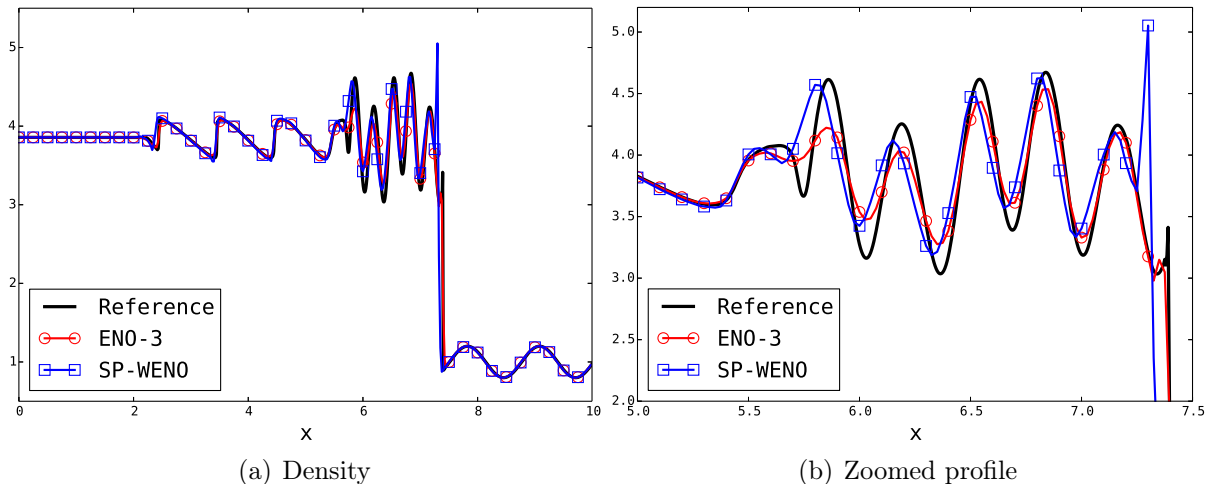 5
4
3
2
1
0
2
4
6
8
10
x
Reference
ENO-3
SP-WENO
(a) Density
5.0
4.5
4.0
3.5
3.0
2.5
2.0
5.0
5.5
6.0
6.5
7.0
7.5
x
Reference
ENO-3
SP-WENO
(b) Zoomed profile